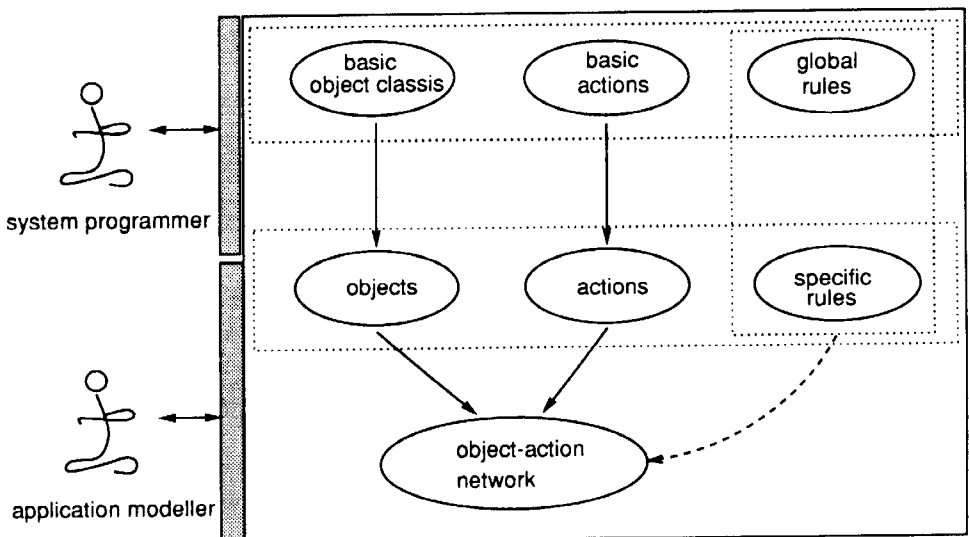 basic
object classis
basic
actions
global
rules
system programmer
objects
actions
specific
rules
object-action
network
application modeller